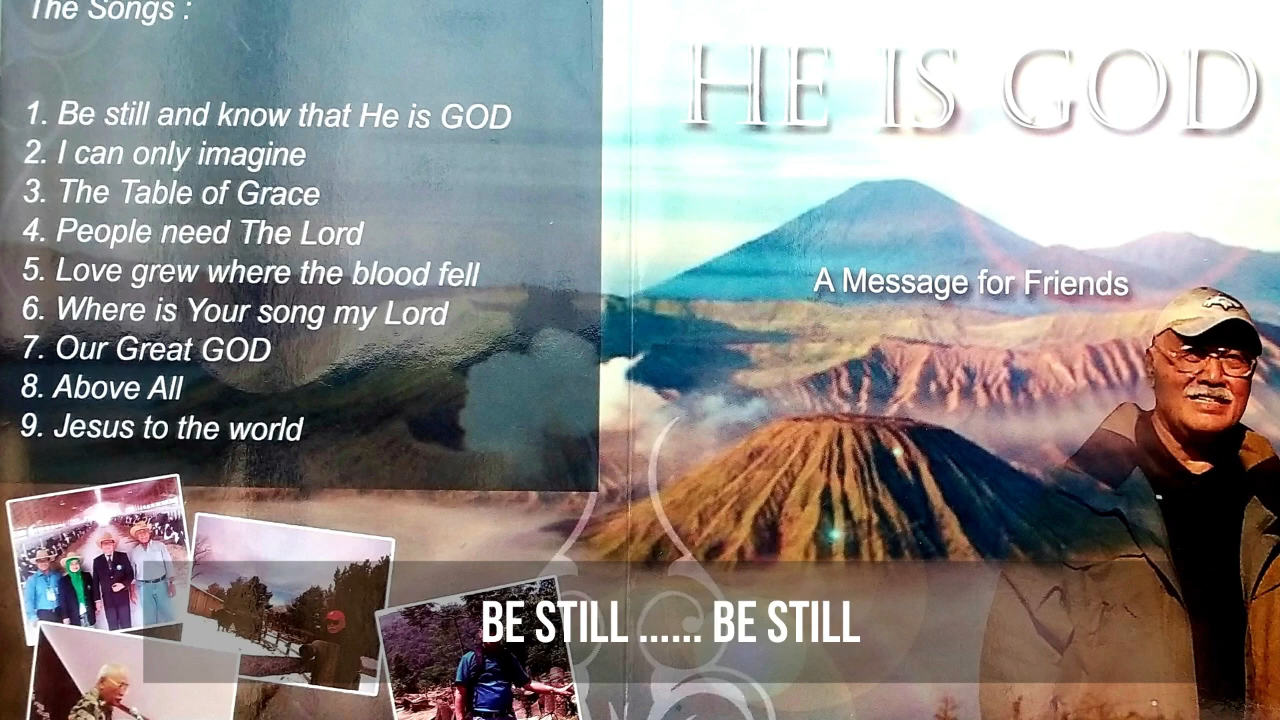 The Songs :
1. Be still and know that He is GOD
2. I can only imagine
3. The Table of Grace
4. People need The Lord
5. Love grew where the blood fell
6. Where is Your song my Lord
7. Our Great GOD
8. Above All
9. Jesus to the world
HE IS GOD
A Message for Friends
BE STILL ...... BE STILL